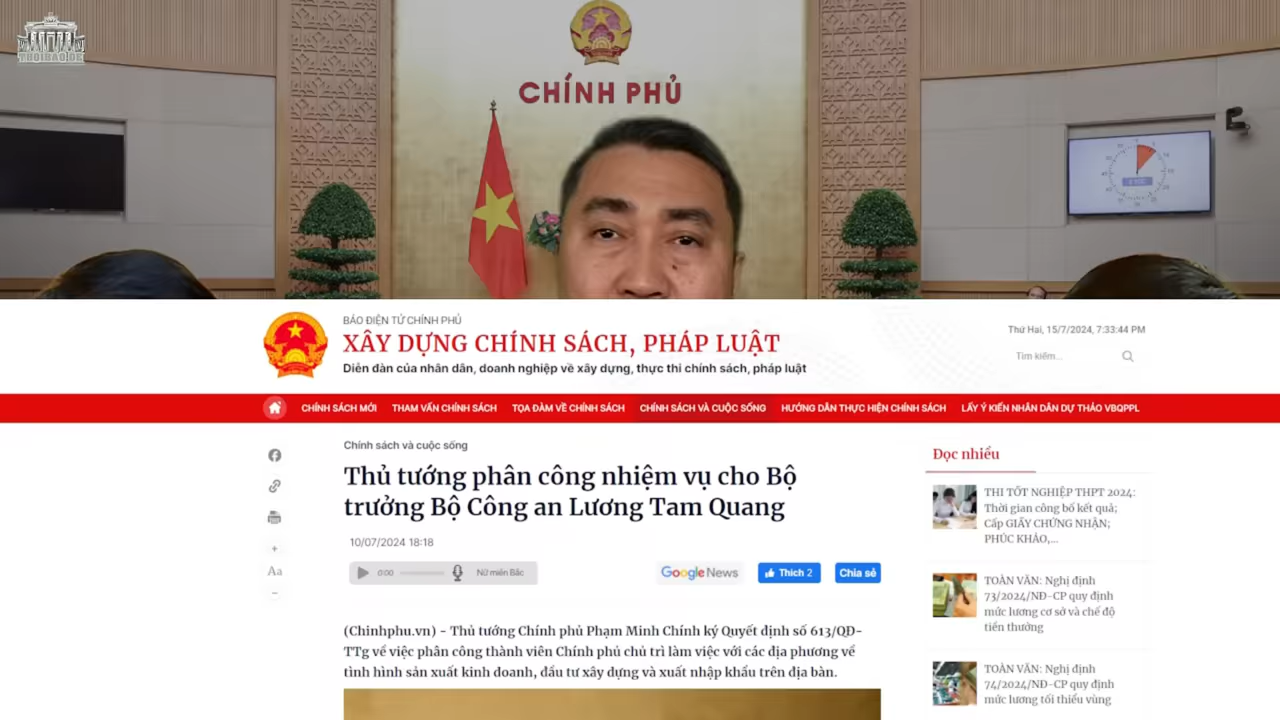 THOIBAO.DE
CHÍNH PHỦ
BÁO ĐIỆN TỬ CHÍNH PHỦ
XÂY DỰNG CHÍNH SÁCH, PHÁP LUẬT
Diễn đàn của nhân dân, doanh nghiệp về xây dựng, thực thi chính sách, pháp luật
Thứ Hai, 15/7/2024, 7:33:44 PM
Tìm kiếm...
CHÍNH SÁCH MỚI THAM VẤN CHÍNH SÁCH TỌA ĐÀM VỀ CHÍNH SÁCH CHÍNH SÁCH VÀ CUỘC SỐNG HƯỚNG DẪN THỰC HIỆN CHÍNH SÁCH LẤY Ý KIẾN NHÂN DÂN DỰ THẢO VBQPPL
Chính sách và cuộc sống
Thủ tướng phân công nhiệm vụ cho Bộ
trưởng Bộ Công an Lương Tam Quang
10/07/2024 18:18
0:00 Nữ miền Bắc
Google News Thích 2 Chia sẻ
+
Aa
−
(Chinhphu.vn) - Thủ tướng Chính phủ Phạm Minh Chính ký Quyết định số 613/QĐ-
TTg về việc phân công thành viên Chính phủ chủ trì làm việc với các địa phương về
tình hình sản xuất kinh doanh, đầu tư xây dựng và xuất nhập khẩu trên địa bàn.
Đọc nhiều
THI TỐT NGHIỆP THPT 2024:
Thời gian công bố kết quả;
Cấp GIẤY CHỨNG NHẬN;
PHÚC KHẢO,...
TOÀN VĂN: Nghị định
73/2024/NĐ-CP quy định
mức lương cơ sở và chế độ
tiền thưởng
TOÀN VĂN: Nghị định
74/2024/NĐ-CP quy định
mức lương tối thiểu vùng